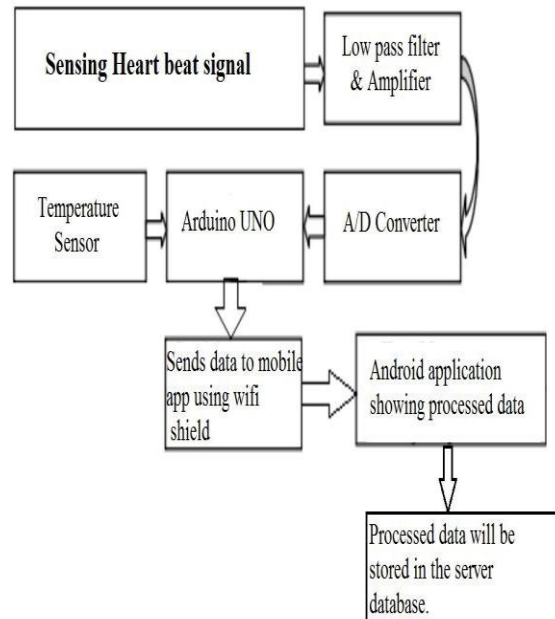 Sensing Heart beat signal
Low pass filter
& Amplifier
Temperature
Sensor
Arduino UNO
A/D Converter
Sends data to mobile
app using wifi
shield
Android application
showing processed data
Processed data will be
stored in the server
database.